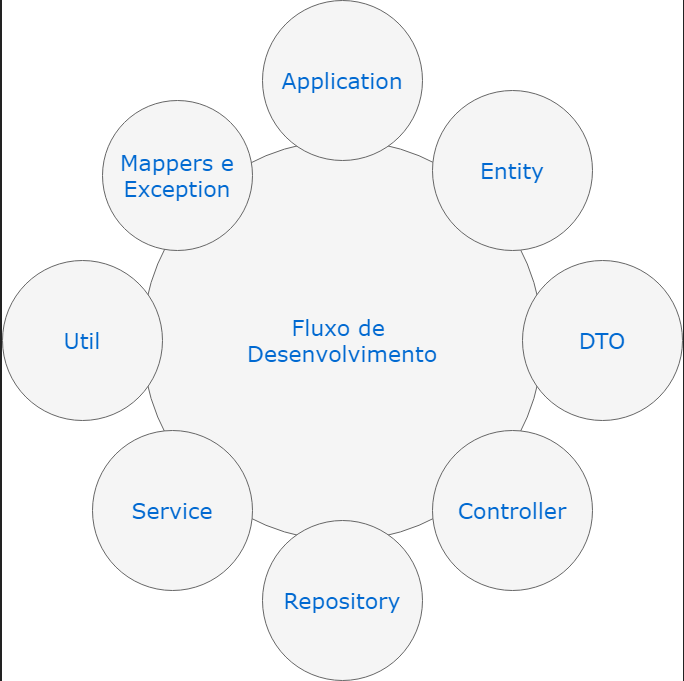 Application
Mappers e
Exception
Entity
Fluxo de
Desenvolvimento
Util
DTO
Service
Controller
Repository